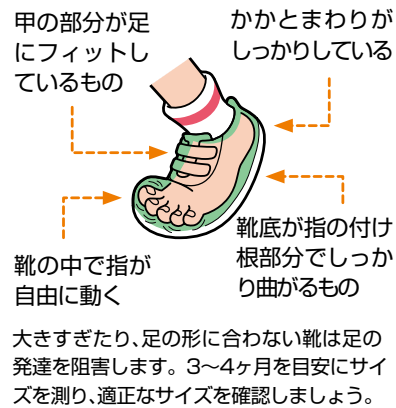 甲の部分が足
にフィットし
ているもの
かかとまわりが
しっかりしている
靴の中で指が
自由に動く
靴底が指の付け
根部分でしっか
り曲がるもの
大きすぎたり、足の形に合わない靴は足の
発達を阻害します。3〜4ヶ月を目安にサイ
ズを測り、適正なサイズを確認しましょう。